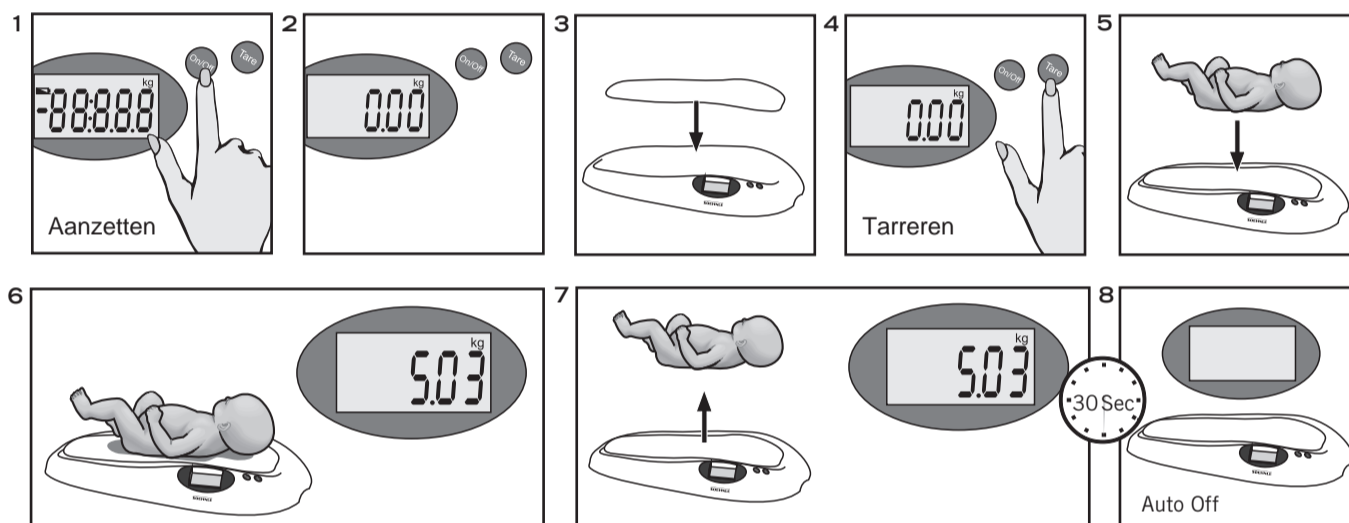 1
On/Off
Tare
kg
-88:8.8.8
Aanzetten
2
On/Off
Tare
kg
0.00
3
4
On/Off
Tare
kg
0.00
Tarreren
5
6
kg
5.03
7
kg
5.03
30 Sec
8
Auto Off